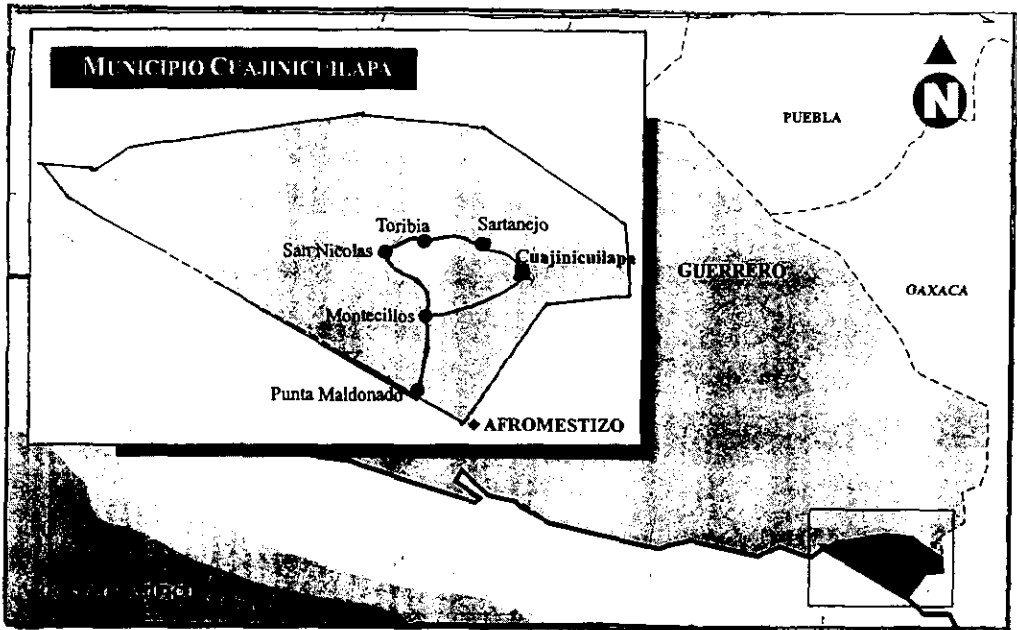 MUNICIPIO CUAJINICUILAPA
N
PUEBLA
Toribia
Sartanejo
San Nicolas
Cuajinicuilapa
GUERRERO
OAXACA
Montecillos
Punta Maldonado
AFROMESTIZO